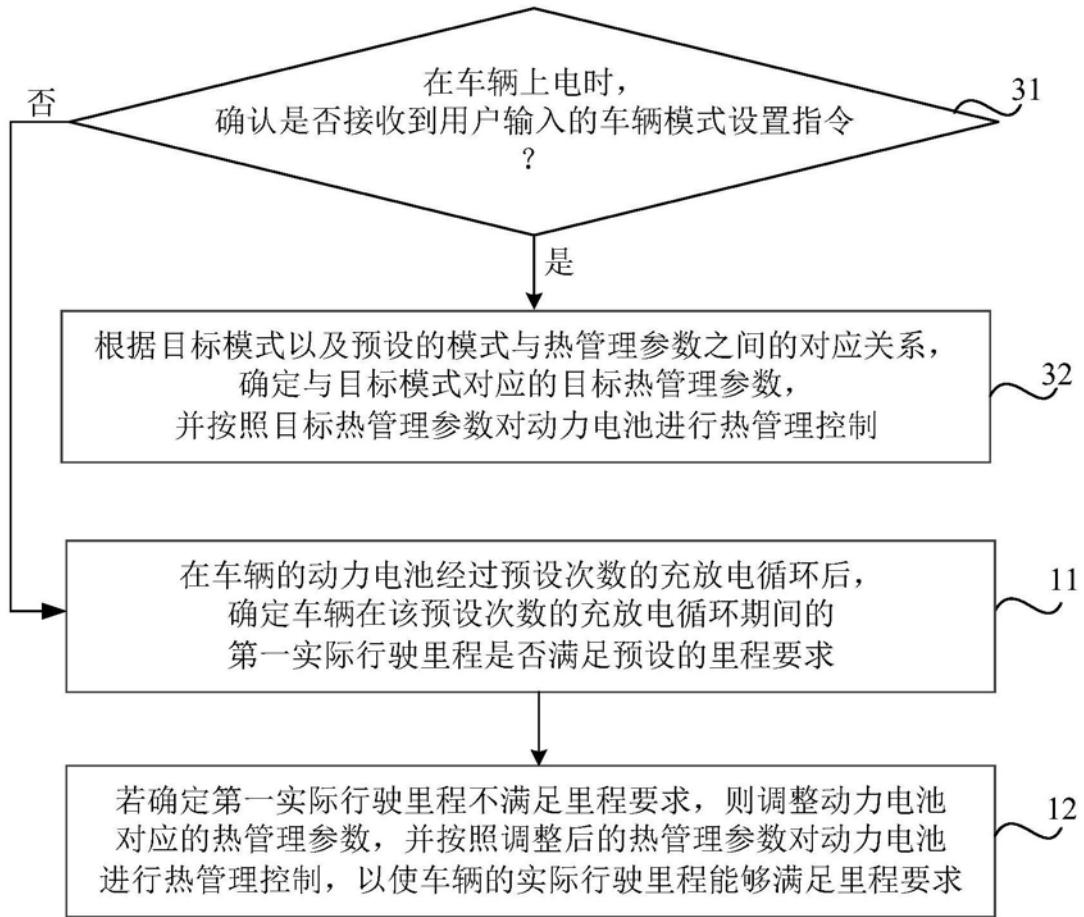 在车辆上电时，
确认是否接收到用户输入的车辆模式设置指令
？
31
否
是
根据目标模式以及预设的模式与热管理参数之间的对应关系，
确定与目标模式对应的目标热管理参数，
并按照目标热管理参数对动力电池进行热管理控制
32
在车辆的动力电池经过预设次数的充放电循环后，
确定车辆在该预设次数的充放电循环期间的
第一实际行驶里程是否满足预设的里程要求
11
若确定第一实际行驶里程不满足里程要求，则调整动力电池
对应的热管理参数，并按照调整后的热管理参数对动力电池
进行热管理控制，以使车辆的实际行驶里程能够满足里程要求
12